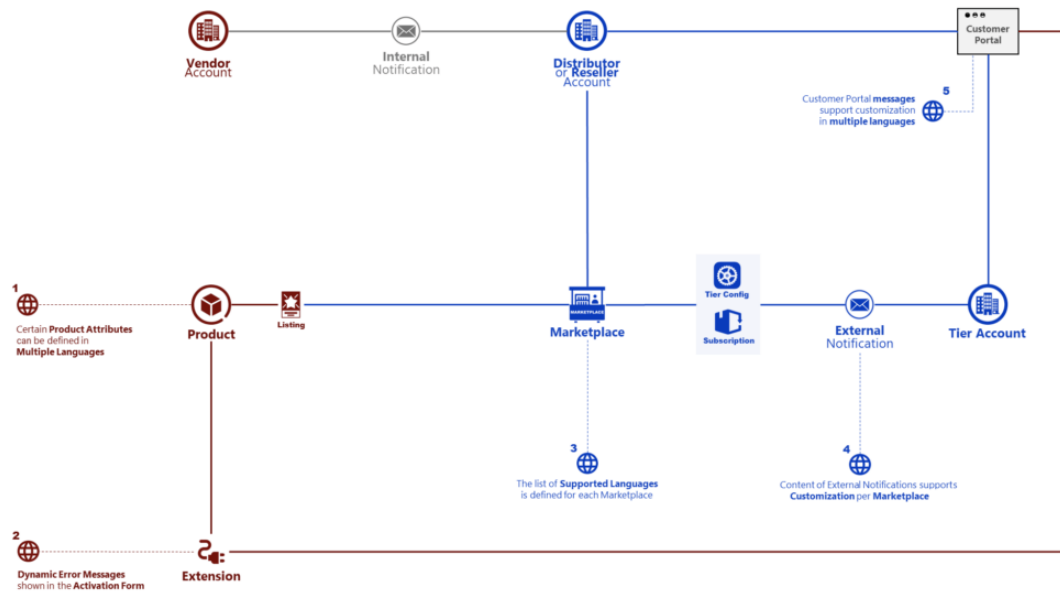 Customer
Portal
Vendor
Account
Internal
Notification
Distributor
or Reseller
Account
5
Customer Portal messages
support customization
in multiple languages
1
Certain Product Attributes
can be defined in
Multiple Languages
Product
Listing
MARKETPLACE
Marketplace
Tier Config
Subscription
External
Notification
Tier Account
3
The list of Supported Languages
is defined for each Marketplace
4
Content of External Notifications supports
Customization per Marketplace
2
Dynamic Error Messages
shown in the Activation Form
Extension